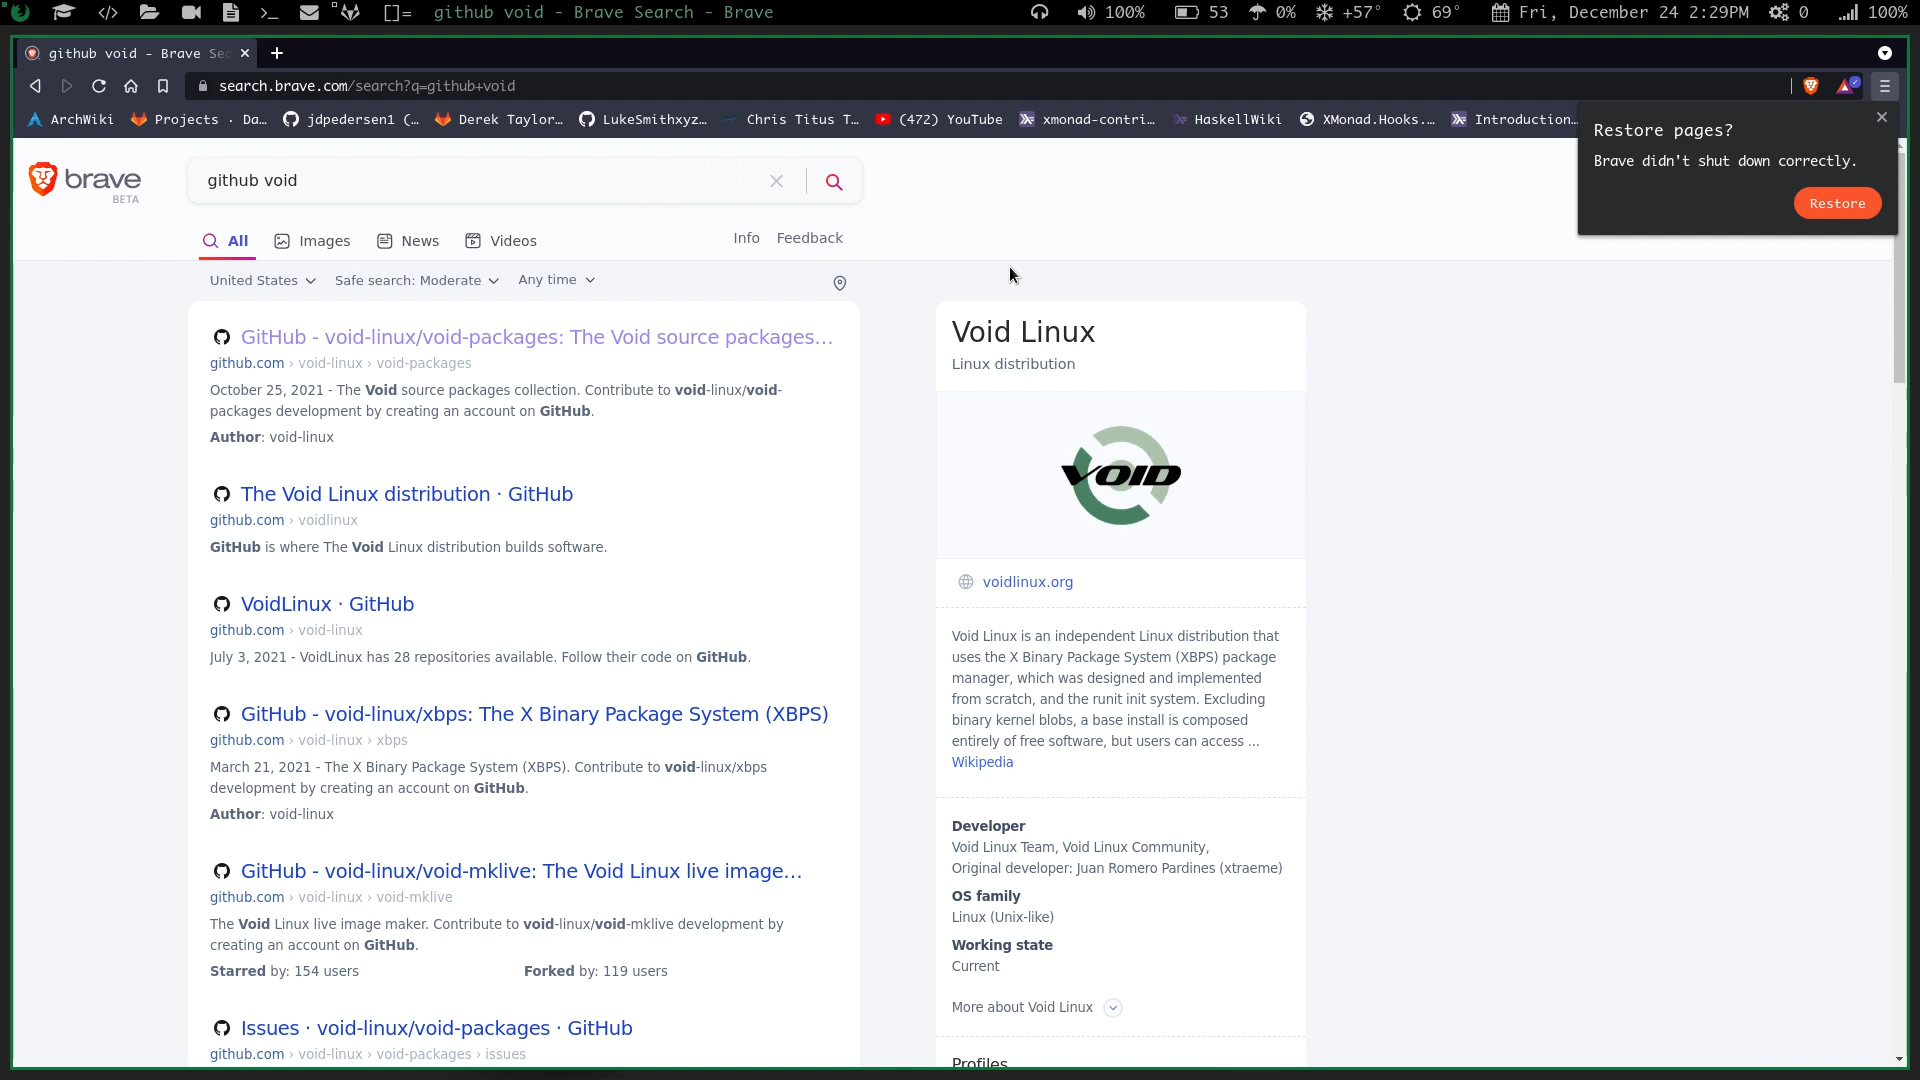 []= github void - Brave Search - Brave 100% 53 0% +57° 69° Fri, December 24 2:29PM 0 100%
github void - Brave Sea
search.brave.com/search?q=github+void
ArchWiki Projects · Da… jdpedersen1 (… Derek Taylor… LukeSmithxyz… Chris Titus T… (472) YouTube xmonad-contri… HaskellWiki XMonad.Hooks.… Introduction…
Restore pages?
Brave didn't shut down correctly.
Restore
brave
BETA
github void
All Images News Videos Info Feedback
United States Safe search: Moderate Any time
GitHub - void-linux/void-packages: The Void source packages…
github.com › void-linux › void-packages
October 25, 2021 - The Void source packages collection. Contribute to void-linux/void-
packages development by creating an account on GitHub.
Author: void-linux
The Void Linux distribution · GitHub
github.com › voidlinux
GitHub is where The Void Linux distribution builds software.
VoidLinux · GitHub
github.com › void-linux
July 3, 2021 - VoidLinux has 28 repositories available. Follow their code on GitHub.
GitHub - void-linux/xbps: The X Binary Package System (XBPS)
github.com › void-linux › xbps
March 21, 2021 - The X Binary Package System (XBPS). Contribute to void-linux/xbps
development by creating an account on GitHub.
Author: void-linux
GitHub - void-linux/void-mklive: The Void Linux live image…
github.com › void-linux › void-mklive
The Void Linux live image maker. Contribute to void-linux/void-mklive development by
creating an account on GitHub.
Starred by: 154 users Forked by: 119 users
Issues · void-linux/void-packages · GitHub
github.com › void-linux › void-packages › issues
Void Linux
Linux distribution
VOID
voidlinux.org
Void Linux is an independent Linux distribution that
uses the X Binary Package System (XBPS) package
manager, which was designed and implemented
from scratch, and the runit init system. Excluding
binary kernel blobs, a base install is composed
entirely of free software, but users can access ...
Wikipedia
Developer
Void Linux Team, Void Linux Community,
Original developer: Juan Romero Pardines (xtraeme)
OS family
Linux (Unix-like)
Working state
Current
More about Void Linux
Profiles